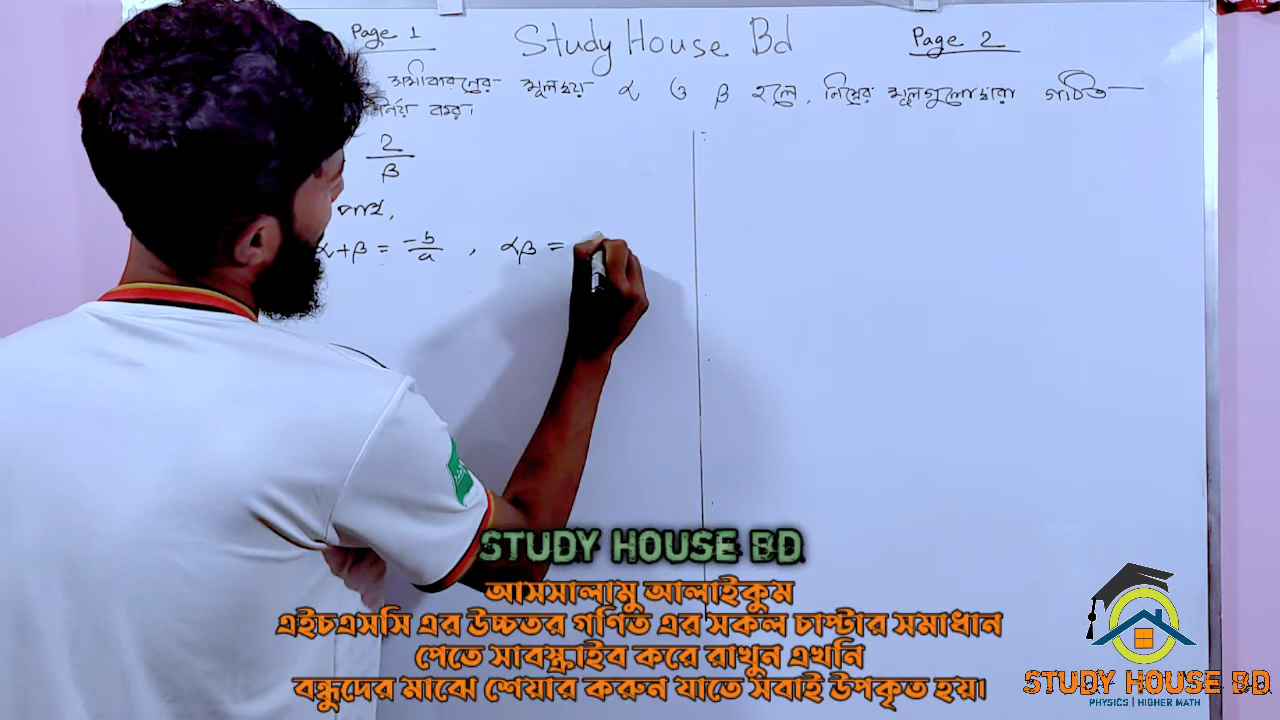 Page 1
Study House Bd
Page 2
সমীকরণের মূলদ্বয় α ও β হলে, নিম্নের মূলগুলোদ্বারা গঠিত
নির্ণয় কর।
2/β
পাই,
α+β = -b/a , αβ =
STUDY HOUSE BD
আসসালামু আলাইকুম
এইচএসসি এর উচ্চতর গণিত এর সকল চাপ্টার সমাধান
পেতে সাবস্ক্রাইব করে রাখুন এখনি
বন্ধুদের মাঝে শেয়ার করুন যাতে সবাই উপকৃত হয়।
STUDY HOUSE BD
PHYSICS | HIGHER MATH